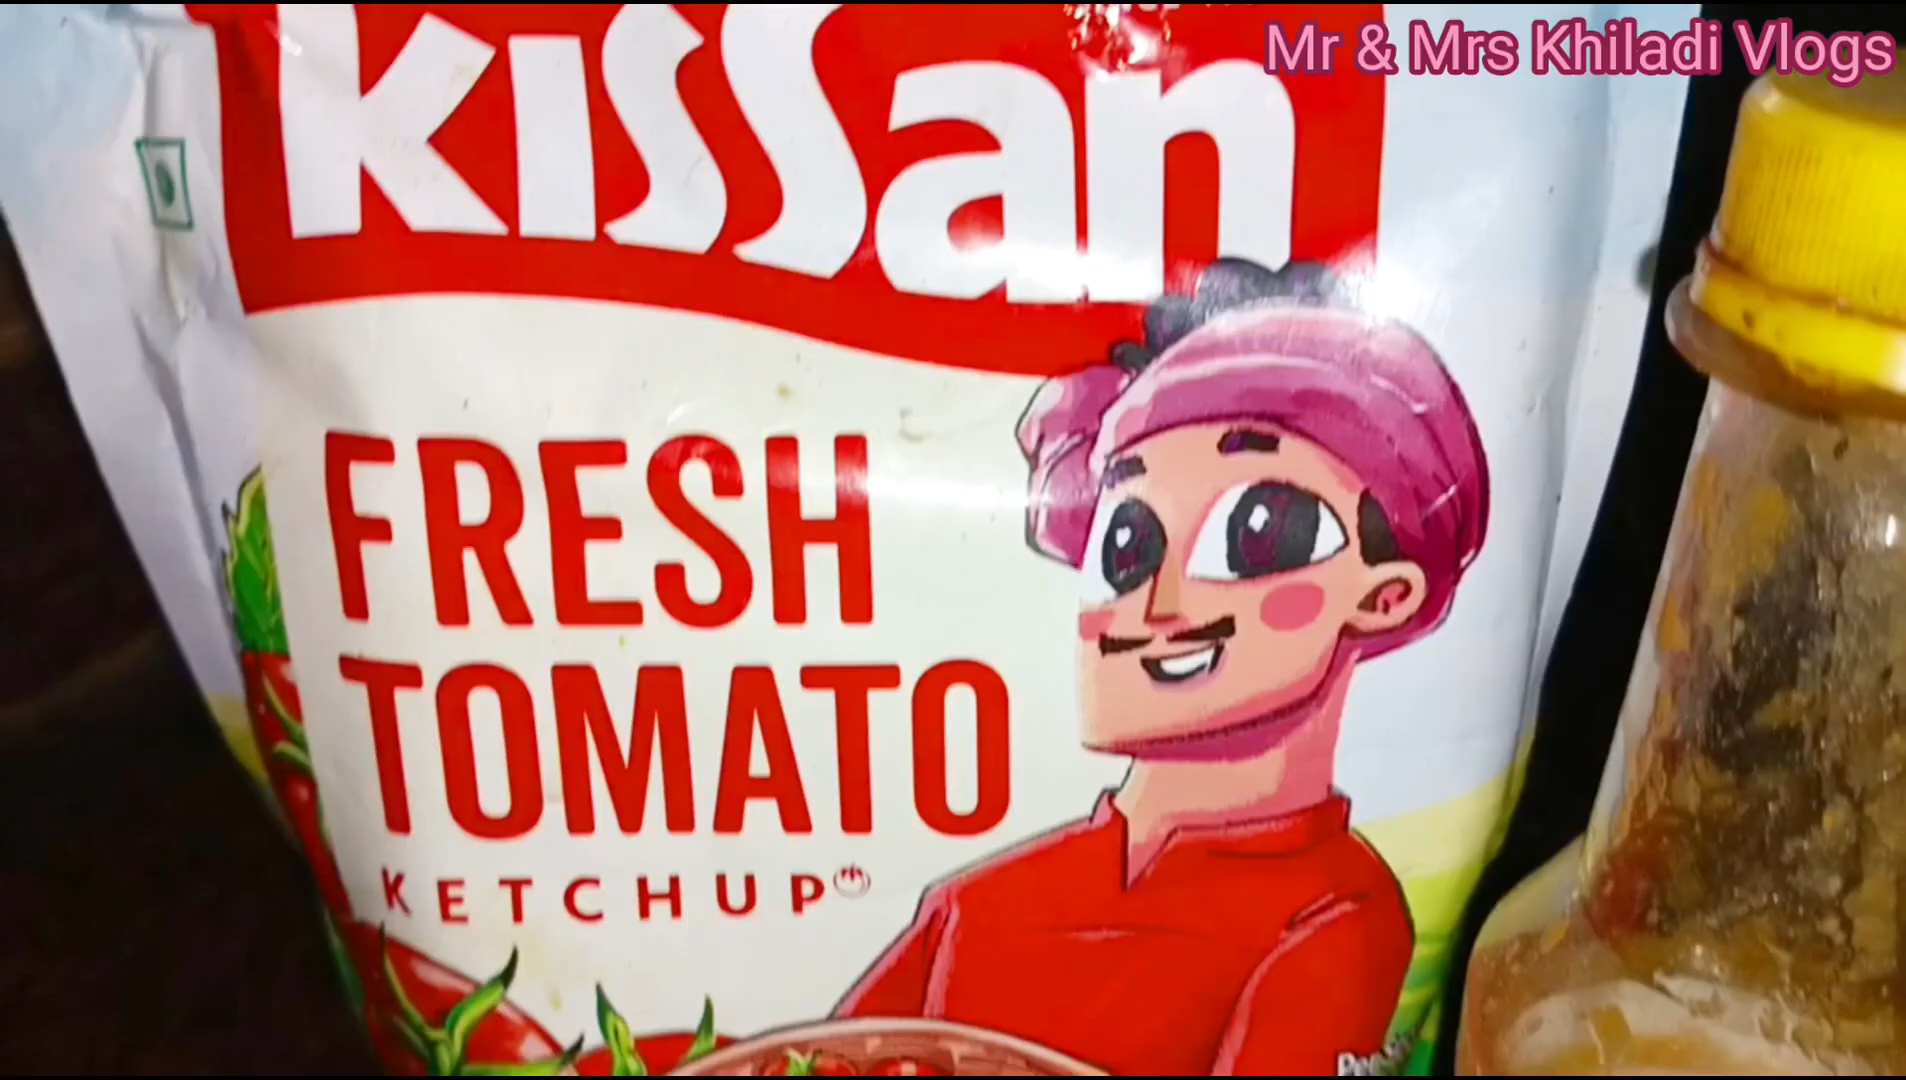 Mr & Mrs Khiladi Vlogs
Kissan
FRESH
TOMATO
KETCHUP